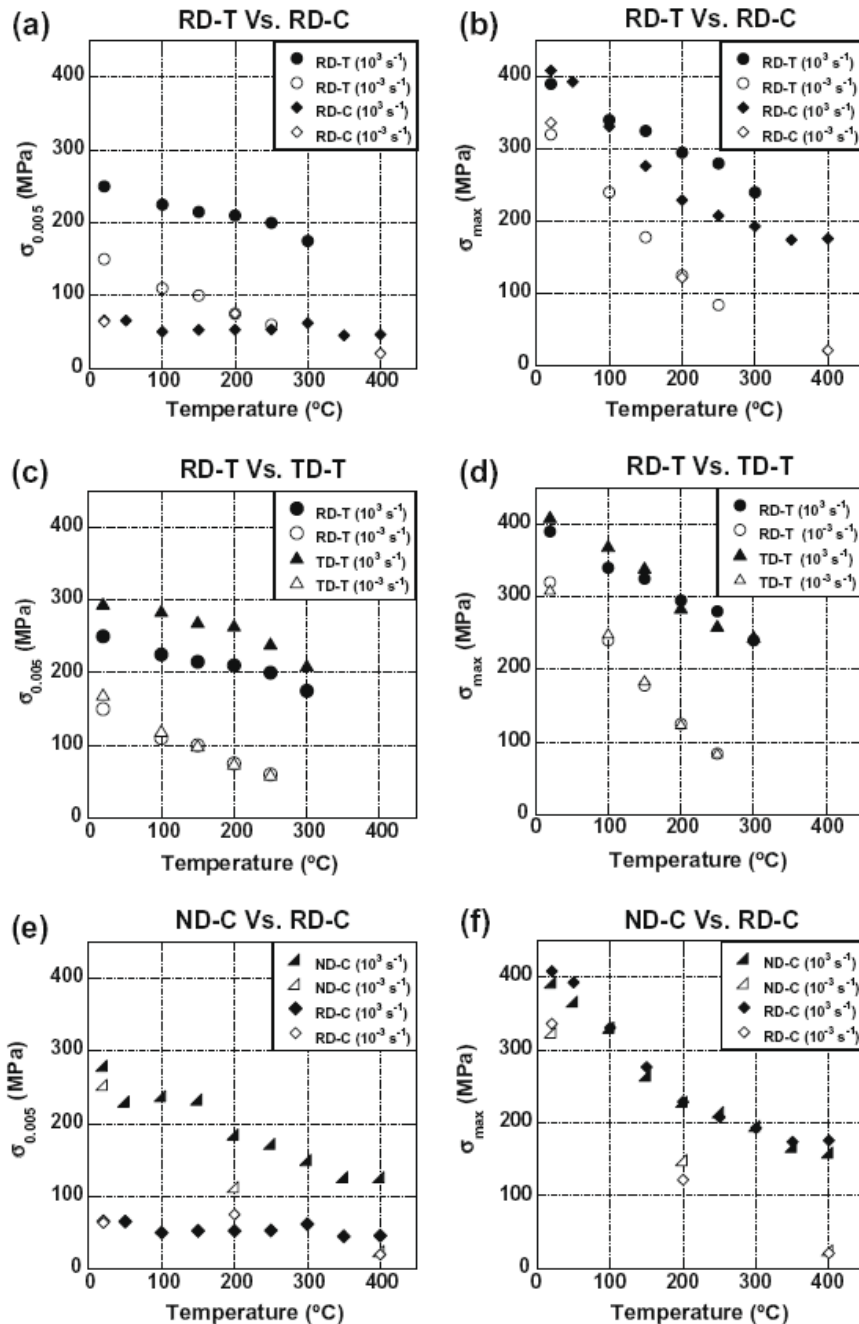 (a)
RD-T Vs. RD-C
RD-T (10³ s⁻¹)
RD-T (10⁻³ s⁻¹)
RD-C (10³ s⁻¹)
RD-C (10⁻³ s⁻¹)
400
300
200
100
0
σ0.005 (MPa)
0 100 200 300 400
Temperature (ºC)
(b)
RD-T Vs. RD-C
RD-T (10³ s⁻¹)
RD-T (10⁻³ s⁻¹)
RD-C (10³ s⁻¹)
RD-C (10⁻³ s⁻¹)
400
300
200
100
0
σmax (MPa)
0 100 200 300 400
Temperature (ºC)
(c)
RD-T Vs. TD-T
RD-T (10³ s⁻¹)
RD-T (10⁻³ s⁻¹)
TD-T (10³ s⁻¹)
TD-T (10⁻³ s⁻¹)
400
300
200
100
0
σ0.005 (MPa)
0 100 200 300 400
Temperature (ºC)
(d)
RD-T Vs. TD-T
RD-T (10³ s⁻¹)
RD-T (10⁻³ s⁻¹)
TD-T (10³ s⁻¹)
TD-T (10⁻³ s⁻¹)
400
300
200
100
0
σmax (MPa)
0 100 200 300 400
Temperature (ºC)
(e)
ND-C Vs. RD-C
ND-C (10³ s⁻¹)
ND-C (10⁻³ s⁻¹)
RD-C (10³ s⁻¹)
RD-C (10⁻³ s⁻¹)
400
300
200
100
0
σ0.005 (MPa)
0 100 200 300 400
Temperature (ºC)
(f)
ND-C Vs. RD-C
ND-C (10³ s⁻¹)
ND-C (10⁻³ s⁻¹)
RD-C (10³ s⁻¹)
RD-C (10⁻³ s⁻¹)
400
300
200
100
0
σmax (MPa)
0 100 200 300 400
Temperature (ºC)